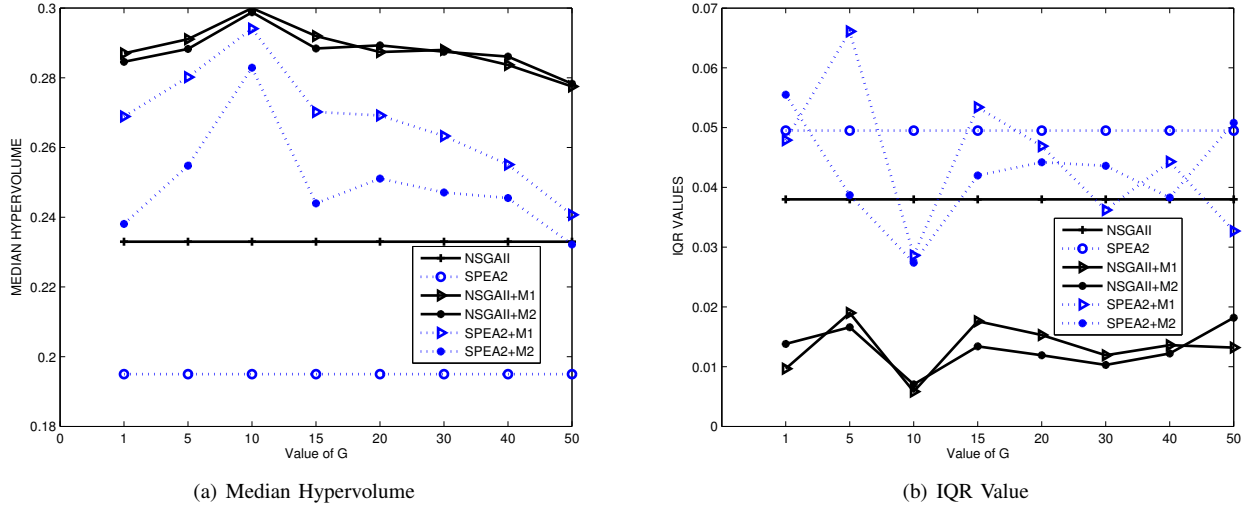 0.3
0.28
0.26
0.24
0.22
0.2
0.18
MEDIAN HYPERVOLUME
0 1 5 10 15 20 30 40 50
Value of G
NSGAII
SPEA2
NSGAII+M1
NSGAII+M2
SPEA2+M1
SPEA2+M2
(a) Median Hypervolume
0.07
0.06
0.05
0.04
0.03
0.02
0.01
0
IQR VALUES
1 5 10 15 20 30 40 50
Value of G
NSGAII
SPEA2
NSGAII+M1
NSGAII+M2
SPEA2+M1
SPEA2+M2
(b) IQR Value